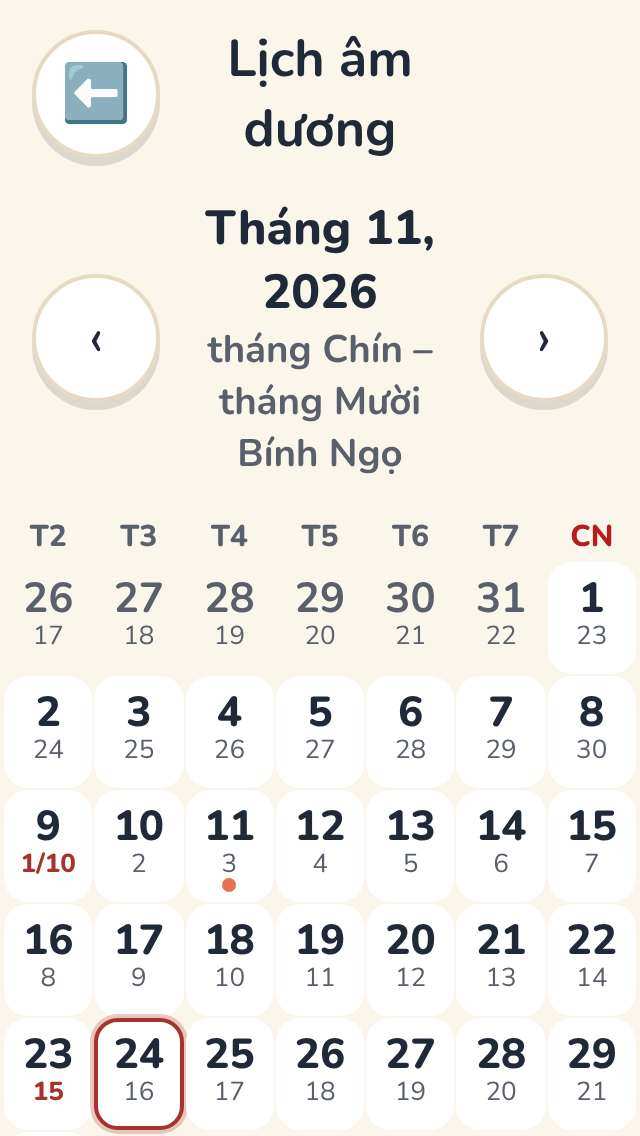 Lịch âm
dương
Tháng 11,
2026
tháng Chín –
tháng Mười
Bính Ngọ
‹ ›
T2 T3 T4 T5 T6 T7 CN
26 27 28 29 30 31 1
17 18 19 20 21 22 23
2 3 4 5 6 7 8
24 25 26 27 28 29 30
9 10 11 12 13 14 15
1/10 2 3 4 5 6 7
16 17 18 19 20 21 22
8 9 10 11 12 13 14
23 24 25 26 27 28 29
15 16 17 18 19 20 21